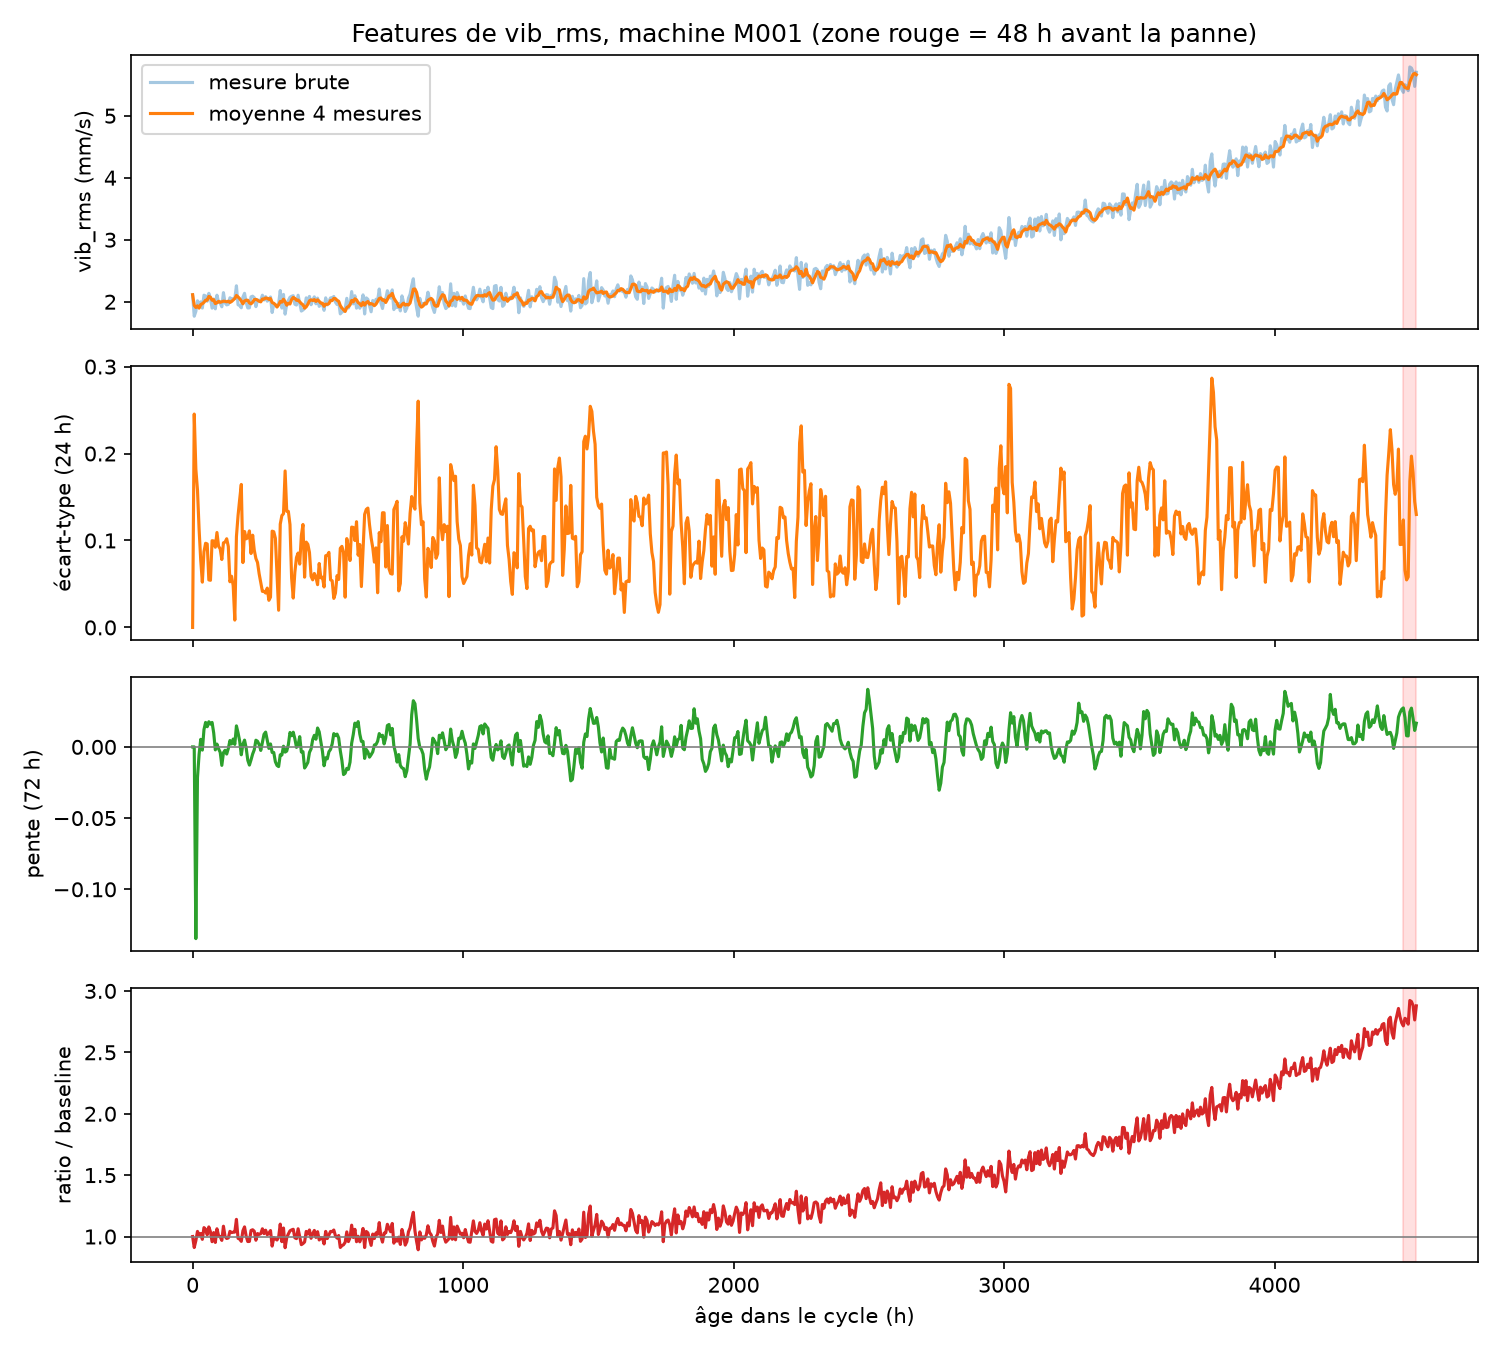 Features de vib_rms, machine M001 (zone rouge = 48 h avant la panne)
mesure brute
moyenne 4 mesures
vib_rms (mm/s)
5
4
3
2
écart-type (24 h)
0.3
0.2
0.1
0.0
pente (72 h)
0.00
−0.05
−0.10
ratio / baseline
3.0
2.5
2.0
1.5
1.0
0 1000 2000 3000 4000
âge dans le cycle (h)